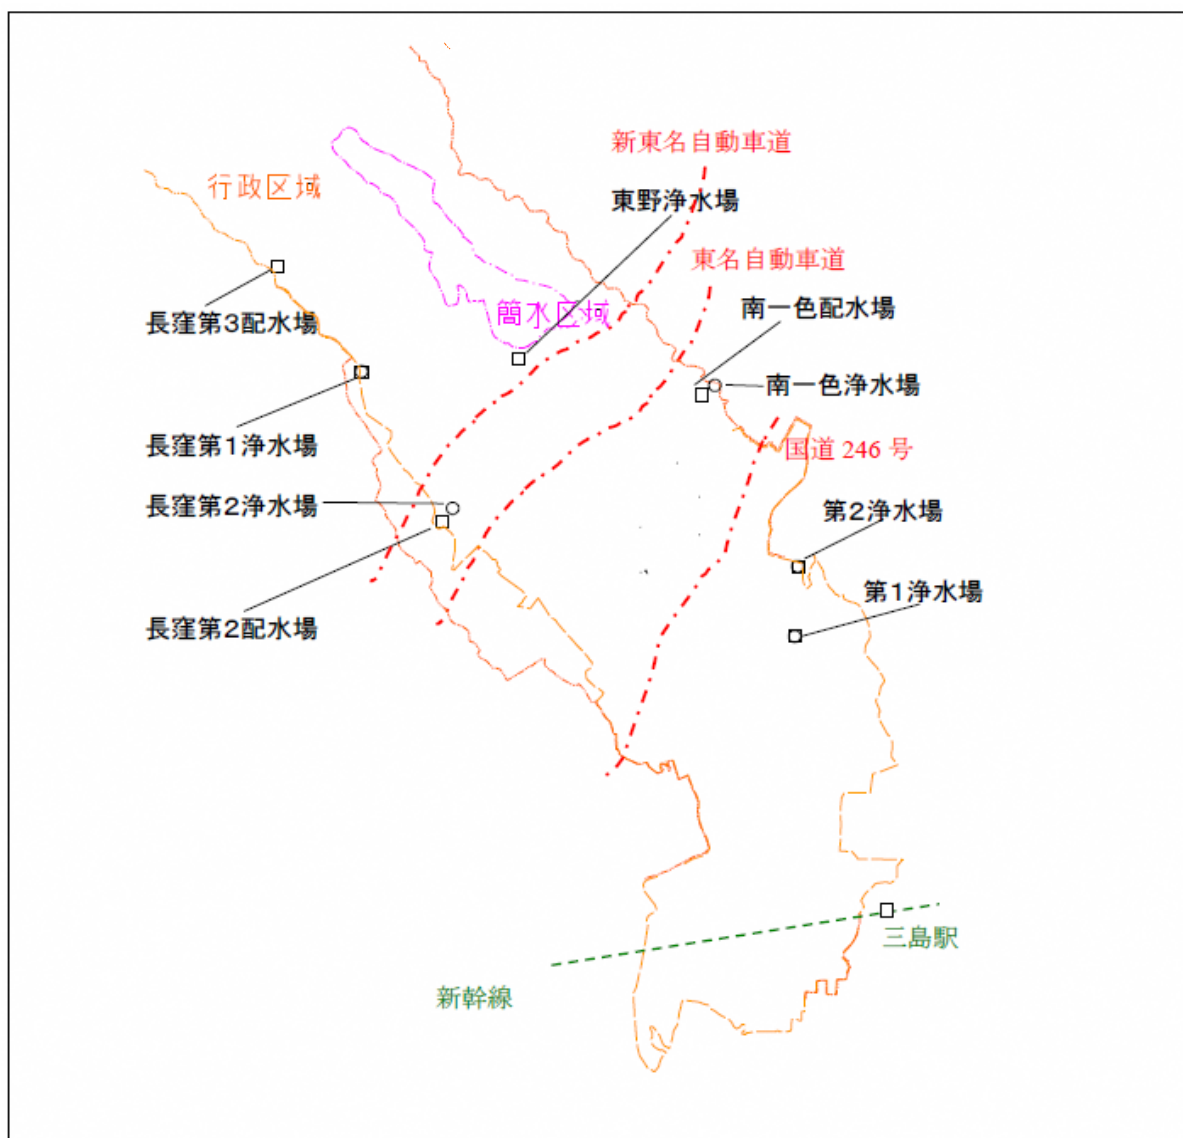 新東名自動車道
行政区域
東野浄水場
東名自動車道
南一色配水場
簡水区域
長窪第3配水場
南一色浄水場
長窪第1浄水場
国道 246 号
長窪第2浄水場
第2浄水場
第1浄水場
長窪第2配水場
三島駅
新幹線